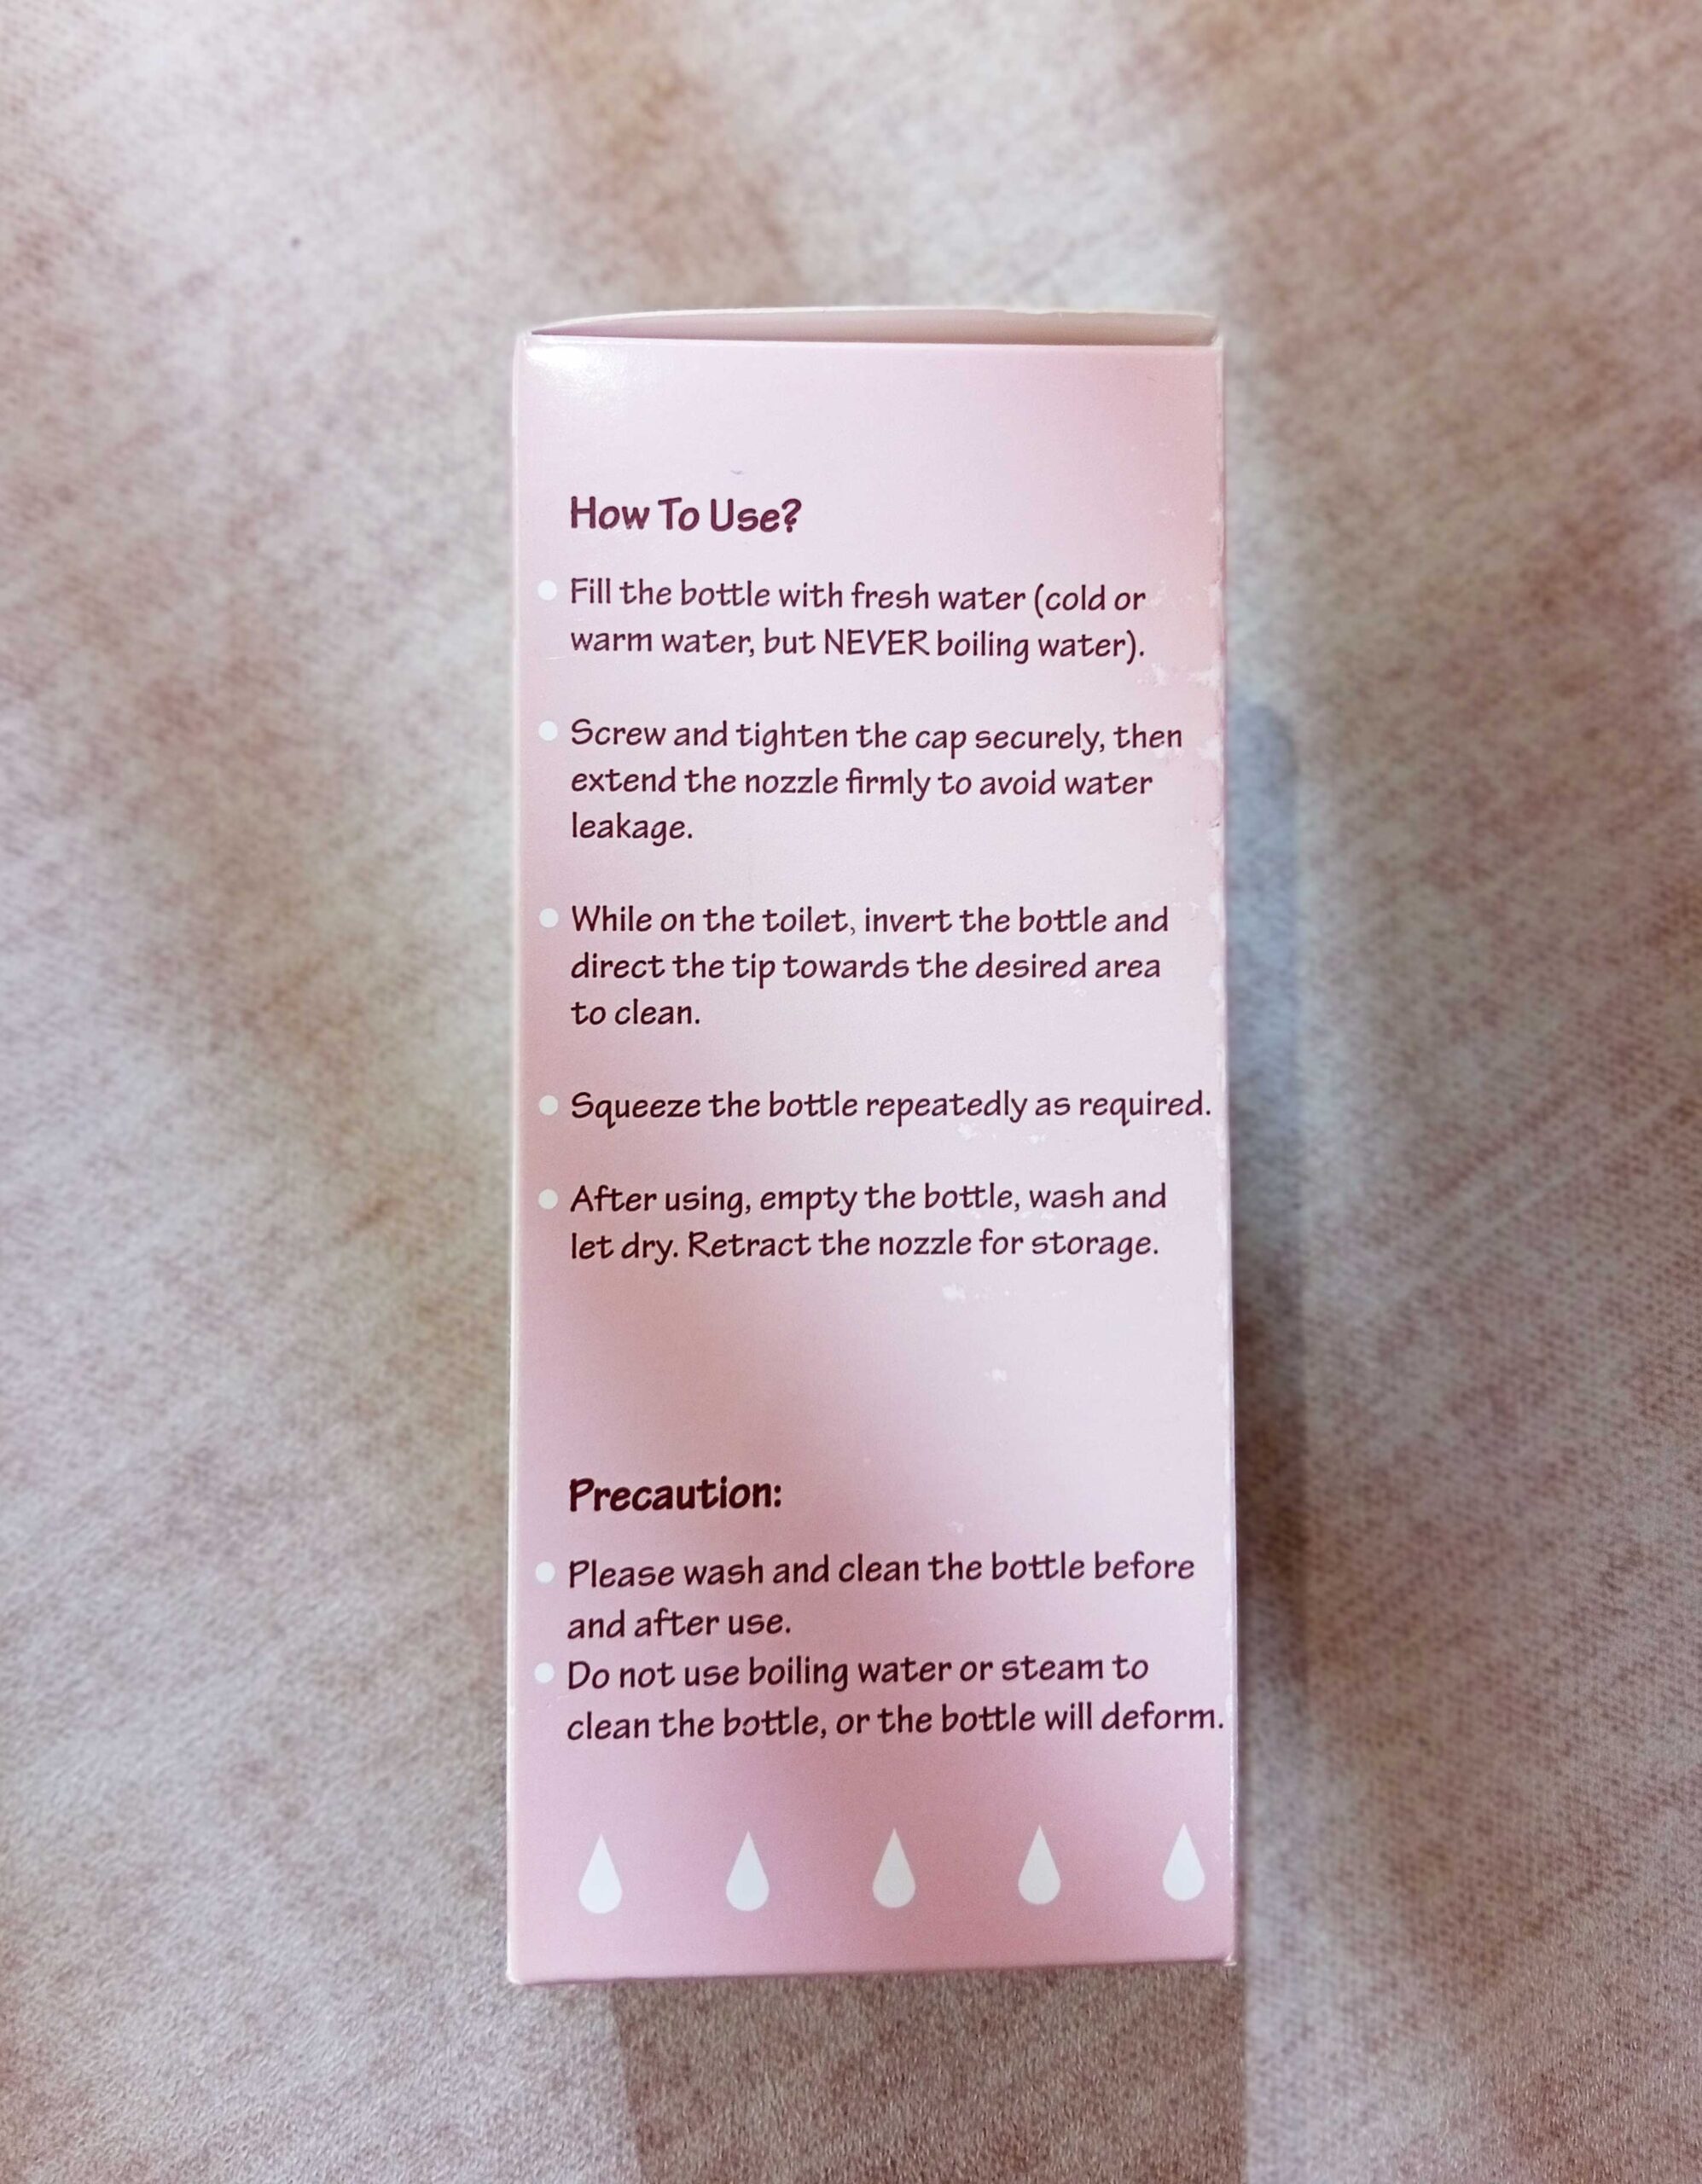 How To Use?
Fill the bottle with fresh water (cold or
warm water, but NEVER boiling water).
Screw and tighten the cap securely, then
extend the nozzle firmly to avoid water
leakage.
While on the toilet, invert the bottle and
direct the tip towards the desired area
to clean.
Squeeze the bottle repeatedly as required.
After using, empty the bottle, wash and
let dry. Retract the nozzle for storage.
Precaution:
Please wash and clean the bottle before
and after use.
Do not use boiling water or steam to
clean the bottle, or the bottle will deform.